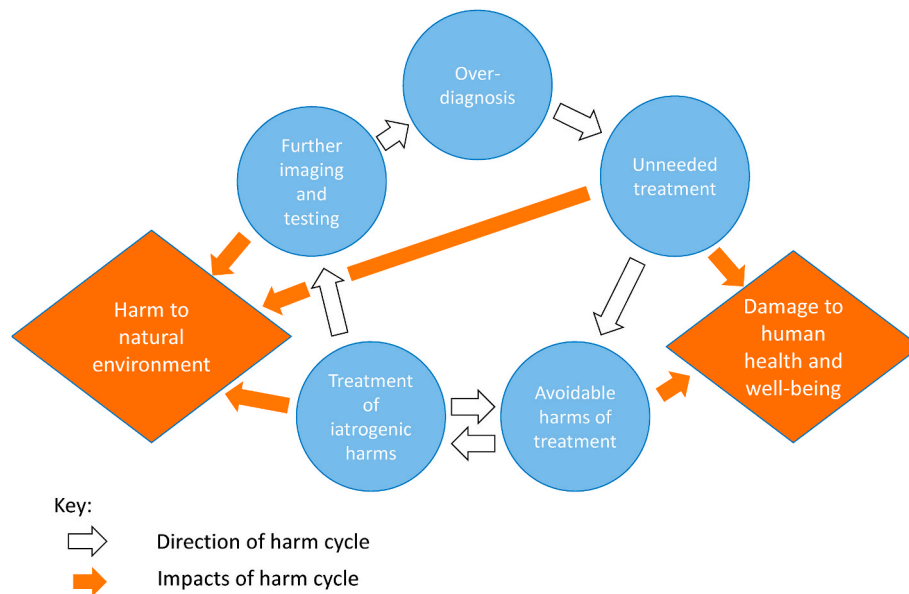 Over-
diagnosis
Further
imaging
and
testing
Unneeded
treatment
Harm to
natural
environment
Damage to
human
health and
well-being
Treatment
of
iatrogenic
harms
Avoidable
harms of
treatment
Key:
Direction of harm cycle
Impacts of harm cycle